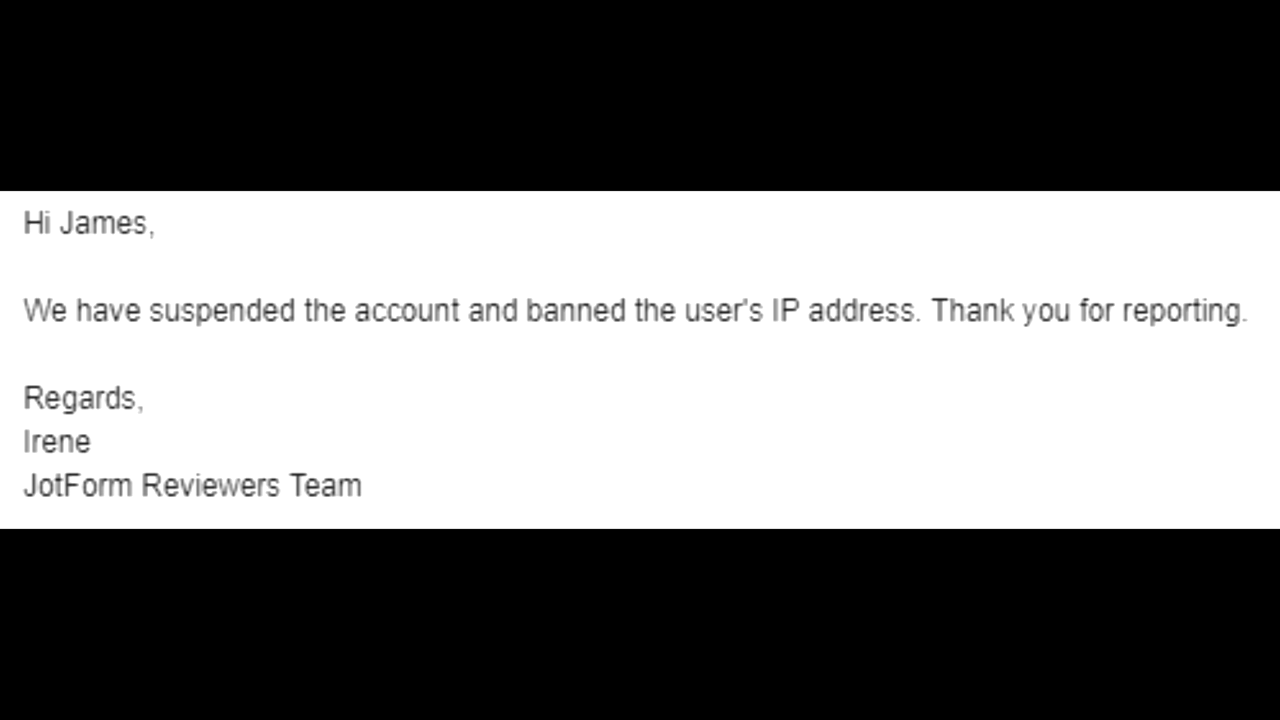 Hi James,
We have suspended the account and banned the user's IP address. Thank you for reporting.
Regards,
Irene
JotForm Reviewers Team